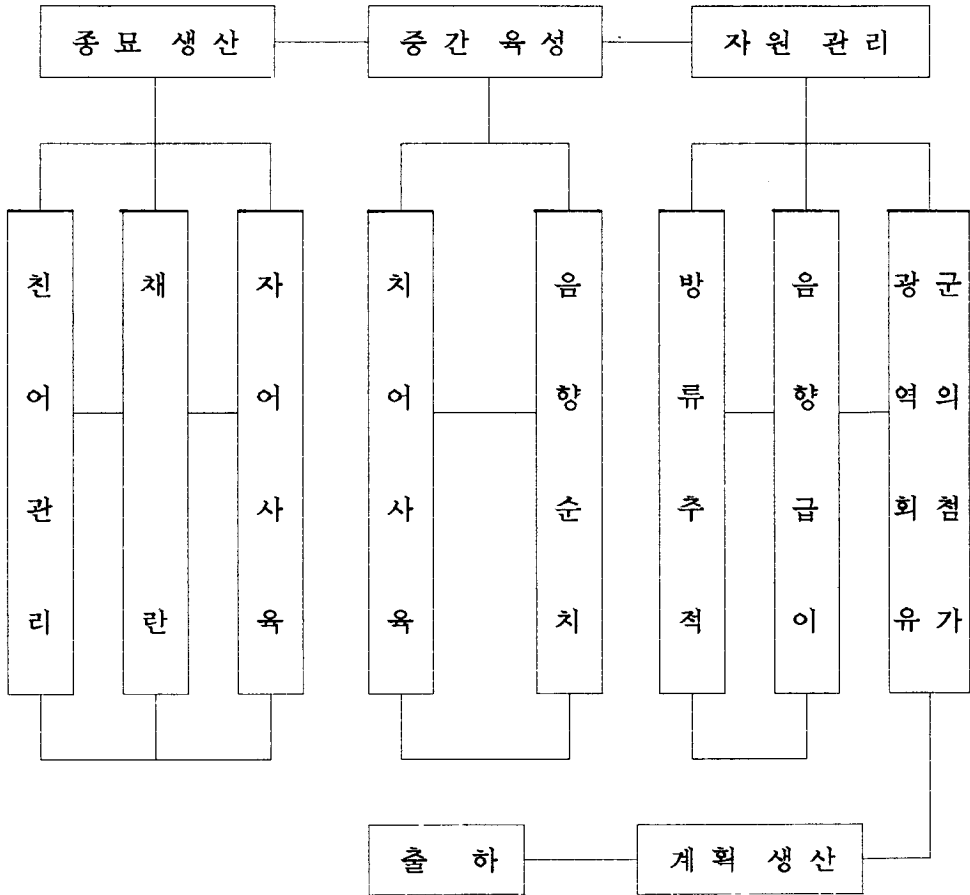 종묘 생산
중간 육성
자원 관리
친어관리
채란
자어사육
치어사육
음향순치
방류추적
음향급이
광역회유
군의첨가
출 하
계획 생산